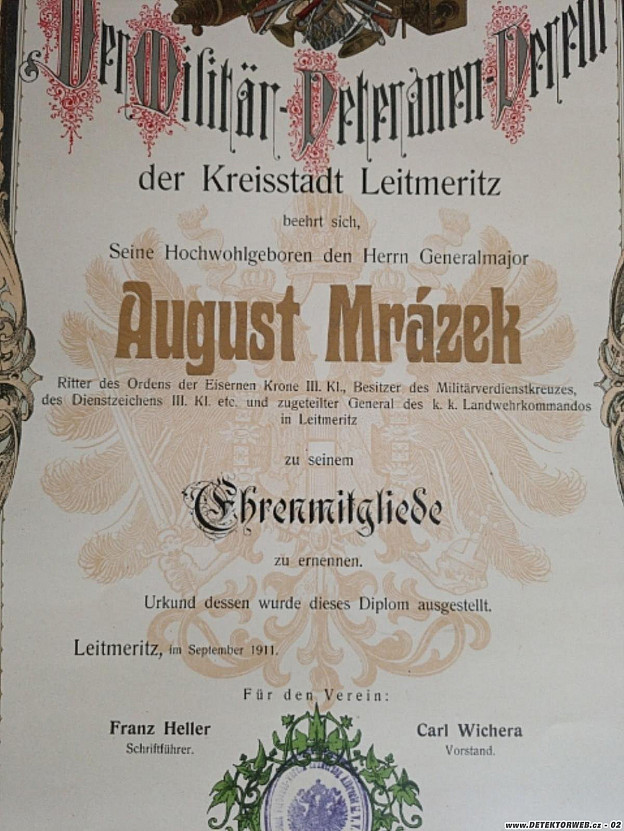 Der Militär-Veteranen-Verein
der Kreisstadt Leitmeritz
beehrt sich,
Seine Hochwohlgeboren den Herrn Generalmajor
August Mrázek
Ritter des Ordens der Eisernen Krone III. Kl., Besitzer des Militärverdienstkreuzes,
des Dienstzeichens III. Kl. etc. und zugeteilter General des k. k. Landwehrkommandos
in Leitmeritz
zu seinem
Ehrenmitgliede
zu ernennen.
Urkund dessen wurde dieses Diplom ausgestellt.
Leitmeritz, im September 1911.
Für den Verein:
Franz Heller
Schriftführer.
Carl Wichera
Vorstand.
www.DETEKTORWEB.cz - 02